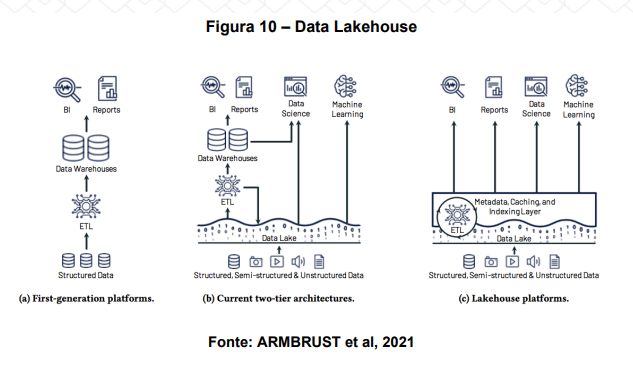 Figura 10 – Data Lakehouse
BI Reports
Data Warehouses
ETL
Structured Data
(a) First-generation platforms.
BI Reports Data Science Machine Learning
Data Warehouses
ETL
Data Lake
Structured, Semi-structured & Unstructured Data
(b) Current two-tier architectures.
BI Reports Data Science Machine Learning
Metadata, Caching, and
Indexing Layer
ETL
Data Lake
Structured, Semi-structured & Unstructured Data
(c) Lakehouse platforms.
Fonte: ARMBRUST et al, 2021